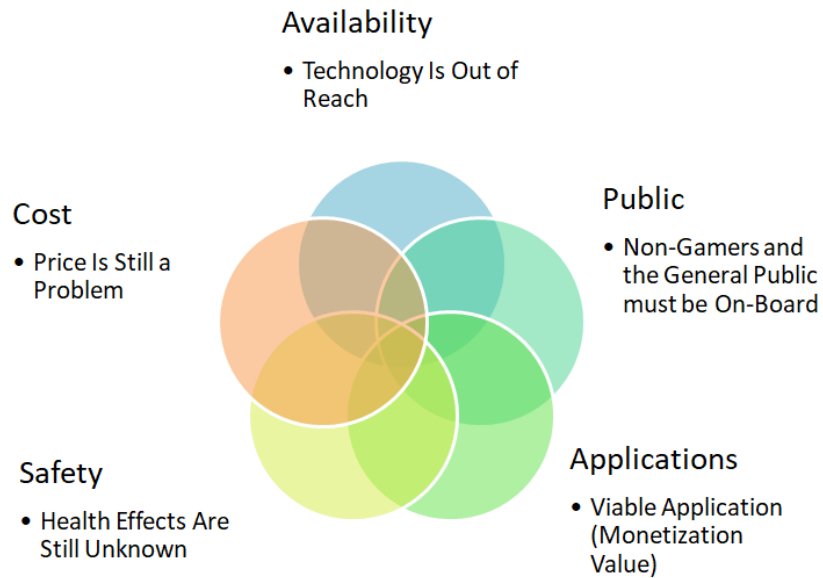 Availability
• Technology Is Out of
Reach
Cost
• Price Is Still a
Problem
Public
• Non-Gamers and
the General Public
must be On-Board
Safety
• Health Effects Are
Still Unknown
Applications
• Viable Application
(Monetization
Value)